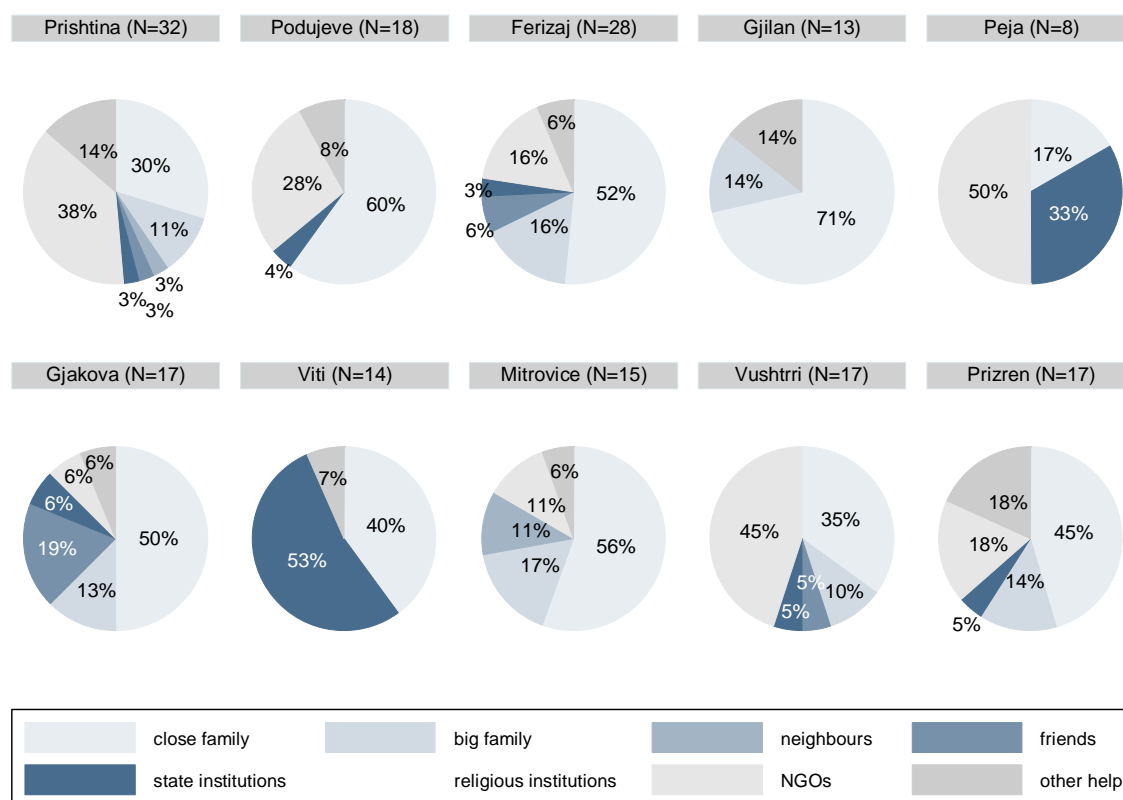 Prishtina (N=32) Podujeve (N=18) Ferizaj (N=28) Gjilan (N=13) Peja (N=8)
14% 30% 38% 11% 3% 3% 3%
8% 28% 60% 4%
6% 16% 52% 3% 6% 16%
14% 14% 71%
17% 50% 33%
Gjakova (N=17) Viti (N=14) Mitrovice (N=15) Vushtrri (N=17) Prizren (N=17)
6% 6% 6% 50% 19% 13%
7% 40% 53%
6% 11% 11% 56% 17%
45% 35% 5% 10% 5%
18% 45% 18% 14% 5%
close family big family neighbours friends
state institutions religious institutions NGOs other help